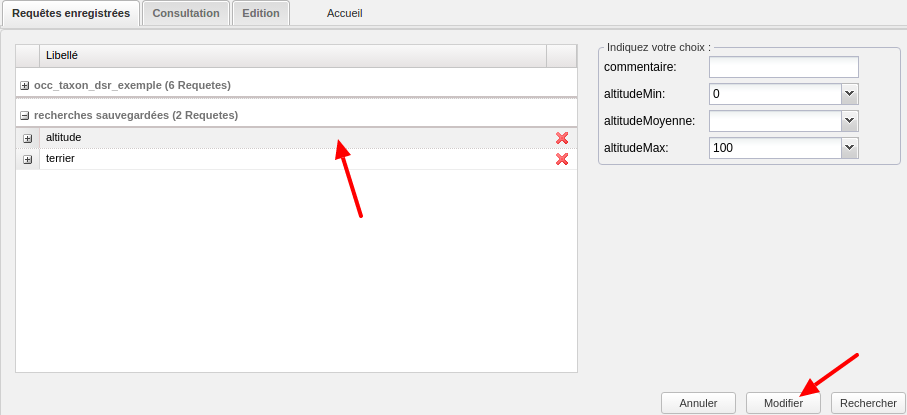 Requêtes enregistrées Consultation Edition Accueil
Libellé
occ_taxon_dsr_exemple (6 Requetes)
recherches sauvegardées (2 Requetes)
altitude
terrier
Indiquez votre choix :
commentaire:
altitudeMin: 0
altitudeMoyenne:
altitudeMax: 100
Annuler Modifier Rechercher